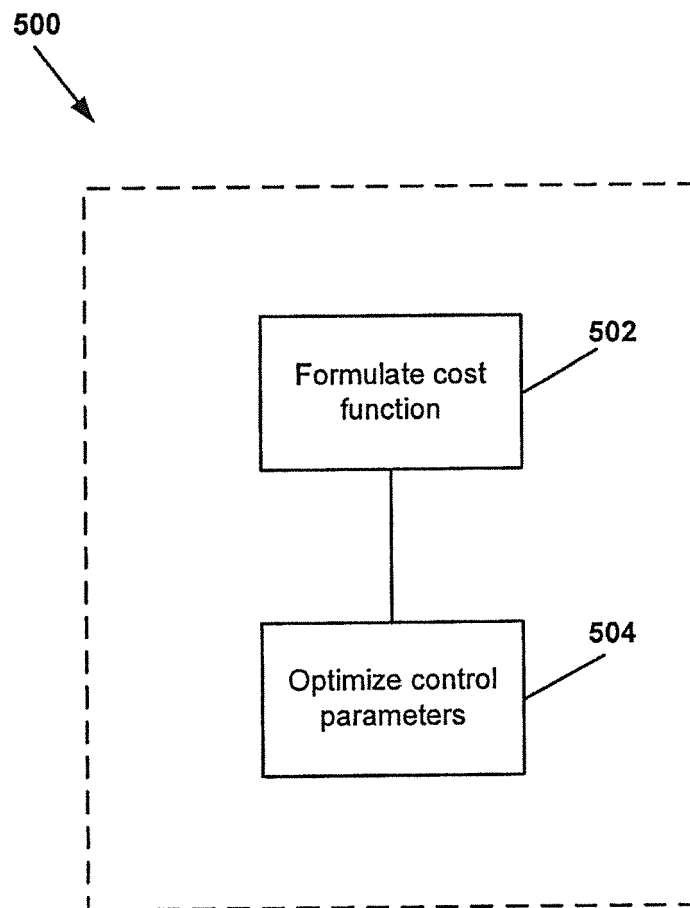 500
502
Formulate cost
function
504
Optimize control
parameters